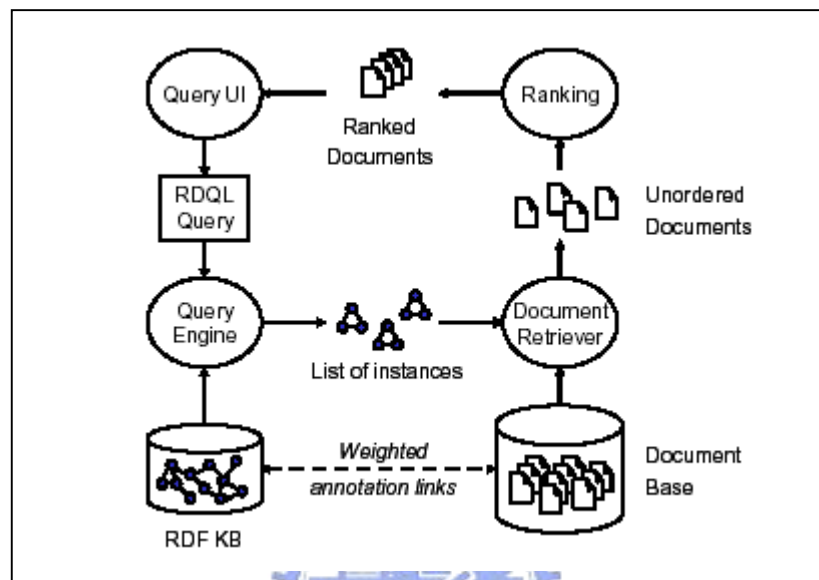 Query UI
Ranked
Documents
Ranking
RDQL
Query
Unordered
Documents
Query
Engine
List of instances
Document
Retriever
Weighted
annotation links
RDF KB
Document
Base